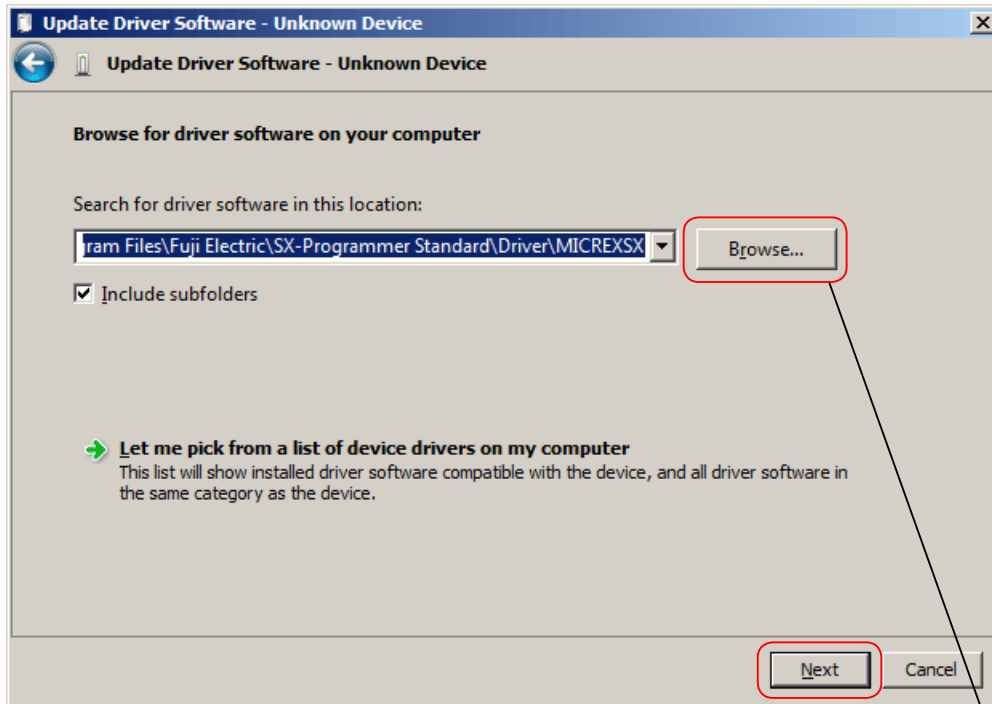 Update Driver Software - Unknown Device
Update Driver Software - Unknown Device
Browse for driver software on your computer
Search for driver software in this location:
ram Files\Fuji Electric\SX-Programmer Standard\Driver\MICREXSX
Browse...
Include subfolders
Let me pick from a list of device drivers on my computer
This list will show installed driver software compatible with the device, and all driver software in
the same category as the device.
Next
Cancel